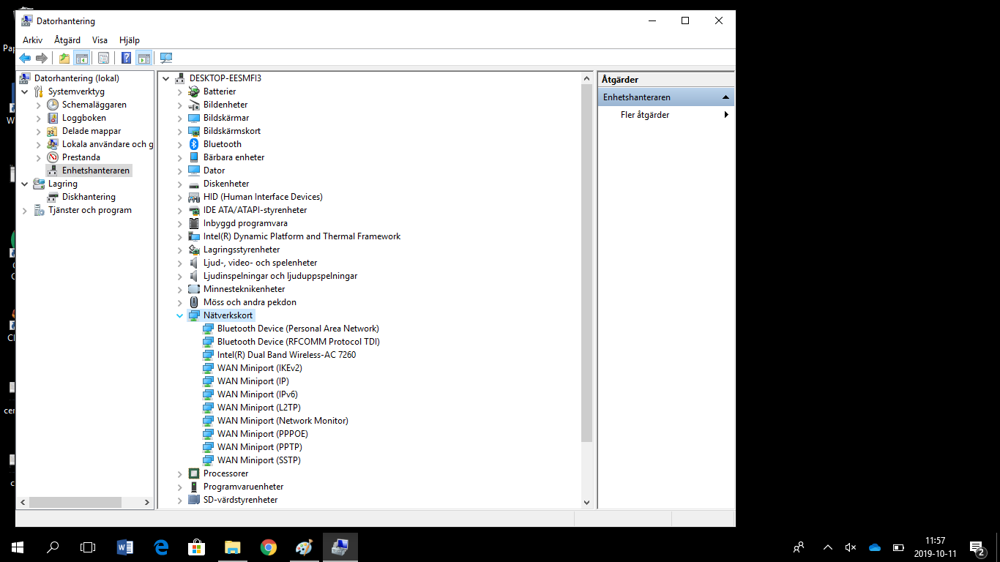 Datorhantering
Arkiv Åtgärd Visa Hjälp
Datorhantering (lokal)
Systemverktyg
Schemaläggaren
Loggboken
Delade mappar
Lokala användare och g
Prestanda
Enhetshanteraren
Lagring
Diskhantering
Tjänster och program
DESKTOP-EESMFI3
Batterier
Bildenheter
Bildskärmar
Bildskärmskort
Bluetooth
Bärbara enheter
Dator
Diskenheter
HID (Human Interface Devices)
IDE ATA/ATAPI-styrenheter
Inbyggd programvara
Intel(R) Dynamic Platform and Thermal Framework
Lagringsstyrenheter
Ljud-, video- och spelenheter
Ljudinspelningar och ljuduppspelningar
Minnesteknikenheter
Möss och andra pekdon
Nätverkskort
Bluetooth Device (Personal Area Network)
Bluetooth Device (RFCOMM Protocol TDI)
Intel(R) Dual Band Wireless-AC 7260
WAN Miniport (IKEv2)
WAN Miniport (IP)
WAN Miniport (IPv6)
WAN Miniport (L2TP)
WAN Miniport (Network Monitor)
WAN Miniport (PPPOE)
WAN Miniport (PPTP)
WAN Miniport (SSTP)
Processorer
Programvaruenheter
SD-värdstyrenheter
Åtgärder
Enhetshanteraren
Fler åtgärder
Pap
W
C
C
Cl
cer
c
11:57
2019-10-11
2